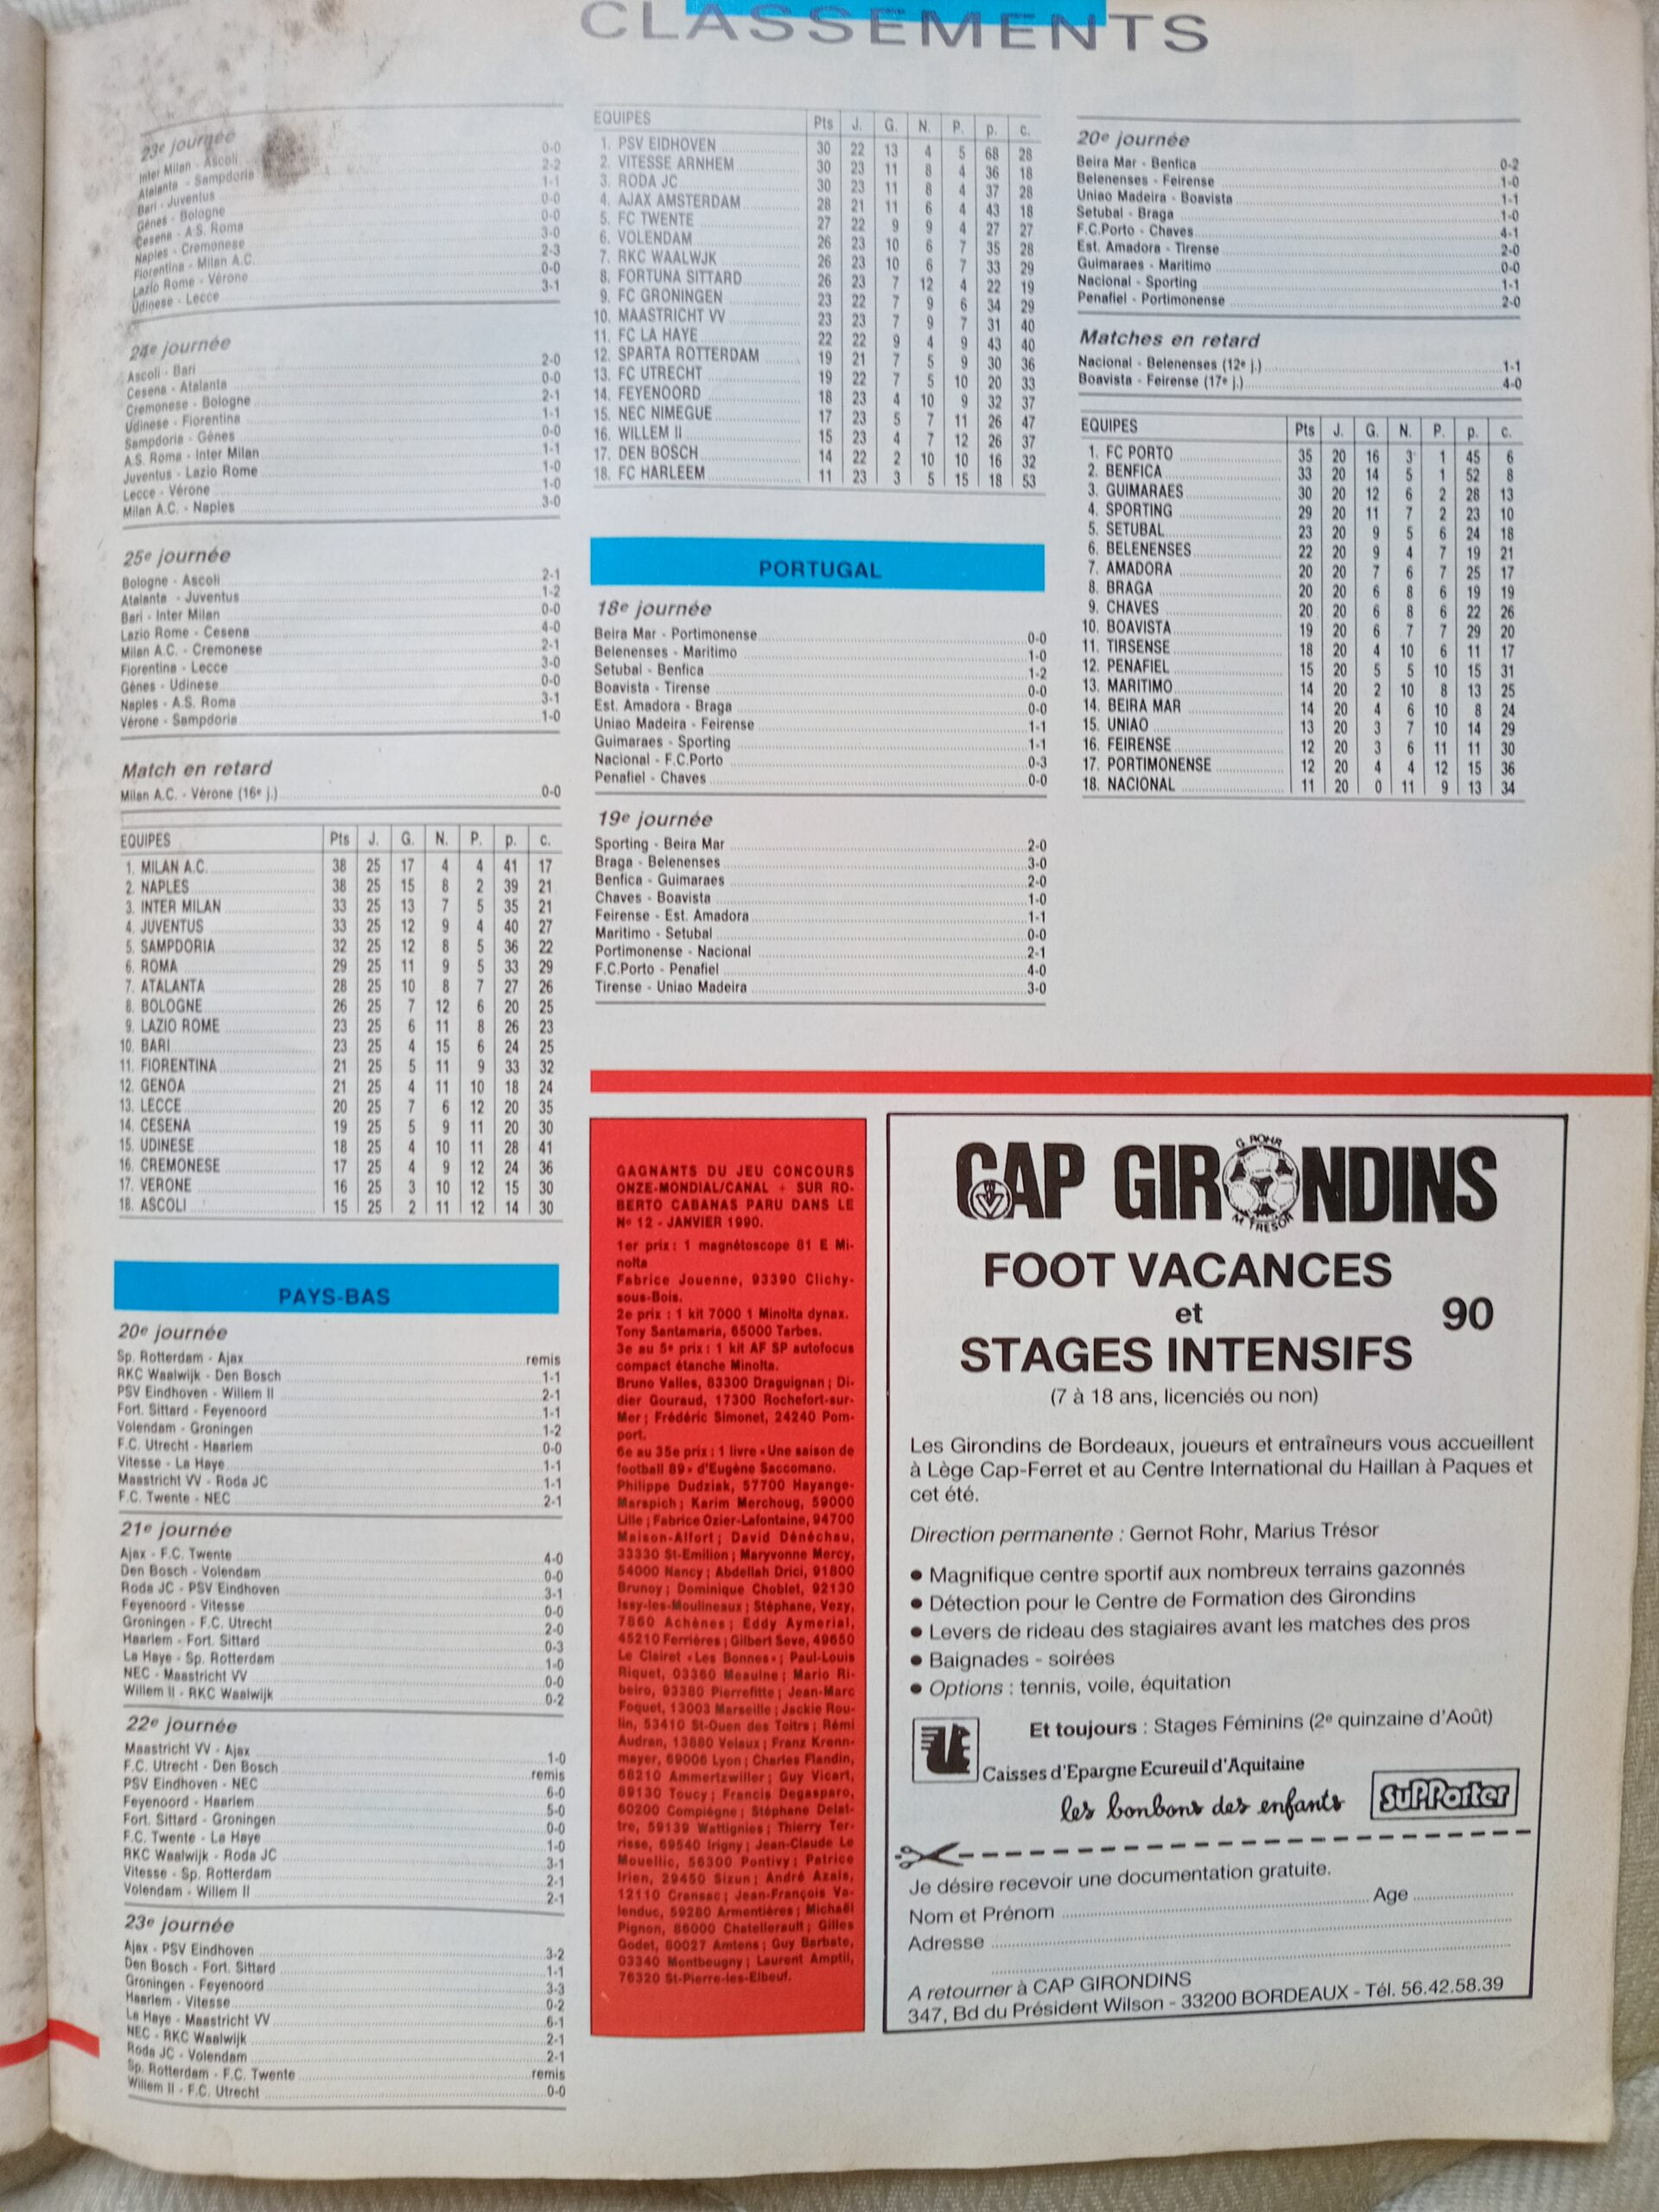 CLASSEMENTS
23e journée
Inter Milan - Ascoli 0-0
Atalanta - Sampdoria 2-2
Bari - Juventus 1-1
Gênes - Bologne 0-0
Cesena - A.S. Roma 0-0
Naples - Cremonese 3-0
Fiorentina - Milan A.C. 2-3
Lazio Rome - Vérone 0-0
Udinese - Lecce 3-1
24e journée
Ascoli - Bari 2-0
Cesena - Atalanta 0-0
Cremonese - Bologne 2-1
Udinese - Fiorentina 1-1
Sampdoria - Gênes 0-0
A.S. Roma - Inter Milan 1-1
Juventus - Lazio Rome 1-0
Lecce - Vérone 1-0
Milan A.C. - Naples 3-0
25e journée
Bologne - Ascoli 2-1
Atalanta - Juventus 1-2
Bari - Inter Milan 0-0
Lazio Rome - Cesena 4-0
Milan A.C. - Cremonese 2-1
Fiorentina - Lecce 3-0
Gênes - Udinese 0-0
Naples - A.S. Roma 3-1
Vérone - Sampdoria 1-0
Match en retard
Milan A.C. - Vérone (16e j.) 0-0
EQUIPES Pts J. G. N. P. p. c.
1. MILAN A.C. 38 25 17 4 4 41 17
2. NAPLES 38 25 15 8 2 39 21
3. INTER MILAN 33 25 13 7 5 35 21
4. JUVENTUS 33 25 12 9 4 40 27
5. SAMPDORIA 32 25 12 8 5 36 22
6. ROMA 29 25 11 9 5 33 29
7. ATALANTA 28 25 10 8 7 27 26
8. BOLOGNE 26 25 7 12 6 20 25
9. LAZIO ROME 23 25 6 11 8 26 23
10. BARI 23 25 4 15 6 24 25
11. FIORENTINA 21 25 5 11 9 33 32
12. GENOA 21 25 4 11 10 18 24
13. LECCE 20 25 7 6 12 20 35
14. CESENA 19 25 5 9 11 20 30
15. UDINESE 18 25 4 10 11 28 41
16. CREMONESE 17 25 4 9 12 24 36
17. VERONE 16 25 3 10 12 15 30
18. ASCOLI 15 25 2 11 12 14 30
PAYS-BAS
20e journée
Sp. Rotterdam - Ajax remis
RKC Waalwijk - Den Bosch 1-1
PSV Eindhoven - Willem II 2-1
Fort. Sittard - Feyenoord 1-1
Volendam - Groningen 1-2
F.C. Utrecht - Haarlem 0-0
Vitesse - La Haye 1-1
Maastricht VV - Roda JC 1-1
F.C. Twente - NEC 2-1
21e journée
Ajax - F.C. Twente 4-0
Den Bosch - Volendam 0-0
Roda JC - PSV Eindhoven 3-1
Feyenoord - Vitesse 0-0
Groningen - F.C. Utrecht 2-0
Haarlem - Fort. Sittard 0-3
La Haye - Sp. Rotterdam 1-0
NEC - Maastricht VV 0-0
Willem II - RKC Waalwijk 0-2
22e journée
Maastricht VV - Ajax 1-0
F.C. Utrecht - Den Bosch remis
PSV Eindhoven - NEC 6-0
Feyenoord - Haarlem 5-0
Fort. Sittard - Groningen 0-0
F.C. Twente - La Haye 1-0
RKC Waalwijk - Roda JC 3-1
Vitesse - Sp. Rotterdam 2-1
Volendam - Willem II 2-1
23e journée
Ajax - PSV Eindhoven 3-2
Den Bosch - Fort. Sittard 1-1
Groningen - Feyenoord 3-3
Haarlem - Vitesse 0-2
La Haye - Maastricht VV 6-1
NEC - RKC Waalwijk 2-1
Roda JC - Volendam 2-1
Sp. Rotterdam - F.C. Twente remis
Willem II - F.C. Utrecht 0-0
EQUIPES Pts J. G. N. P. p. c.
1. PSV EIDHOVEN 30 22 13 4 5 68 28
2. VITESSE ARNHEM 30 23 11 8 4 36 18
3. RODA JC 30 23 11 8 4 37 28
4. AJAX AMSTERDAM 28 21 11 6 4 43 18
5. FC TWENTE 27 22 9 9 4 27 27
6. VOLENDAM 26 23 10 6 7 35 28
7. RKC WAALWJK 26 23 10 6 7 33 29
8. FORTUNA SITTARD 26 23 7 12 4 22 19
9. FC GRONINGEN 23 22 7 9 6 34 29
10. MAASTRICHT VV 23 23 7 9 7 31 40
11. FC LA HAYE 22 22 9 4 9 43 40
12. SPARTA ROTTERDAM 19 21 7 5 9 30 36
13. FC UTRECHT 19 22 7 5 10 20 33
14. FEYENOORD 18 23 4 10 9 32 37
15. NEC NIMEGUE 17 23 5 7 11 26 47
16. WILLEM II 15 23 4 7 12 26 37
17. DEN BOSCH 14 22 2 10 10 16 32
18. FC HARLEEM 11 23 3 5 15 18 53
PORTUGAL
18e journée
Beira Mar - Portimonense 0-0
Belenenses - Maritimo 1-0
Setubal - Benfica 1-2
Boavista - Tirense 0-0
Est. Amadora - Braga 0-0
Uniao Madeira - Feirense 1-1
Guimaraes - Sporting 1-1
Nacional - F.C.Porto 0-3
Penafiel - Chaves 0-0
19e journée
Sporting - Beira Mar 2-0
Braga - Belenenses 3-0
Benfica - Guimaraes 2-0
Chaves - Boavista 1-0
Feirense - Est. Amadora 1-1
Maritimo - Setubal 0-0
Portimonense - Nacional 2-1
F.C.Porto - Penafiel 4-0
Tirense - Uniao Madeira 3-0
20e journée
Beira Mar - Benfica 0-2
Belenenses - Feirense 1-0
Uniao Madeira - Boavista 1-1
Setubal - Braga 1-0
F.C.Porto - Chaves 4-1
Est. Amadora - Tirense 2-0
Guimaraes - Maritimo 0-0
Nacional - Sporting 1-1
Penafiel - Portimonense 2-0
Matches en retard
Nacional - Belenenses (12e j.) 1-1
Boavista - Feirense (17e j.) 4-0
EQUIPES Pts J. G. N. P. p. c.
1. FC PORTO 35 20 16 3 1 45 6
2. BENFICA 33 20 14 5 1 52 8
3. GUIMARAES 30 20 12 6 2 28 13
4. SPORTING 29 20 11 7 2 23 10
5. SETUBAL 23 20 9 5 6 24 18
6. BELENENSES 22 20 9 4 7 19 21
7. AMADORA 20 20 7 6 7 25 17
8. BRAGA 20 20 6 8 6 19 19
9. CHAVES 20 20 6 8 6 22 26
10. BOAVISTA 19 20 6 7 7 29 20
11. TIRSENSE 18 20 4 10 6 11 17
12. PENAFIEL 15 20 5 5 10 15 31
13. MARITIMO 14 20 2 10 8 13 25
14. BEIRA MAR 14 20 4 6 10 8 24
15. UNIAO 13 20 3 7 10 14 29
16. FEIRENSE 12 20 3 6 11 11 30
17. PORTIMONENSE 12 20 4 4 12 15 36
18. NACIONAL 11 20 0 11 9 13 34
GAGNANTS DU JEU CONCOURS
ONZE-MONDIAL/CANAL + SUR RO-
BERTO CABANAS PARU DANS LE
No 12 - JANVIER 1990.
1er prix : 1 magnétoscope 81 E Mi-
nolta
Fabrice Jouenne, 93390 Clichy-
sous-Bois.
2e prix : 1 kit 7000 1 Minolta dynax.
Tony Santamaria, 65000 Tarbes.
3e au 5e prix : 1 kit AF SP autofocus
compact étanche Minolta.
Bruno Valles, 83300 Draguignan ; Di-
dier Gouraud, 17300 Rochefort-sur-
Mer ; Frédéric Simonet, 24240 Pom-
port.
6e au 35e prix : 1 livre « Une saison de
football 89 » d'Eugène Saccomano.
Philippe Dudziak, 57700 Hayange-
Marspich ; Karim Merchoug, 59000
Lille ; Fabrice Ozier-Lafontaine, 94700
Maison-Alfort ; David Dénéchau,
33330 St-Emilion ; Maryvonne Mercy,
54000 Nancy ; Abdellah Drici, 91800
Brunoy ; Dominique Choblet, 92130
Issy-les-Moulineaux ; Stéphane, Vezy,
7860 Achènes ; Eddy Aymerial,
45210 Ferrières ; Gilbert Seve, 49650
Le Clairet « Les Bonnes » ; Paul-Louis
Riquet, 03360 Meaulne ; Mario Ri-
beiro, 93380 Pierrefitte ; Jean-Marc
Foquet, 13003 Marseille ; Jackie Rou-
lin, 53410 St-Ouen des Toitrs ; Rémi
Audran, 13880 Velaux ; Franz Krenn-
mayer, 69006 Lyon ; Charles Flandin,
68210 Ammertzwiller ; Guy Vicart,
89130 Toucy ; Francis Degasparo,
60200 Compiègne ; Stéphane Delat-
tre, 59139 Wattignies ; Thierry Ter-
risse, 69540 Irigny ; Jean-Claude Le
Mouellic, 56300 Pontivy ; Patrice
Irien, 29450 Sizun ; André Azais,
12110 Cransac ; Jean-François Va-
lenduc, 59280 Armentières ; Michaël
Pignon, 86000 Chatellerault ; Gilles
Godet, 80027 Amiens ; Guy Barbate,
03340 Montbeugny ; Laurent Amptil,
76320 St-Pierre-les-Elbeuf.
G. ROHR
CAP GIRONDINS
M. TRESOR
FOOT VACANCES
et 90
STAGES INTENSIFS
(7 à 18 ans, licenciés ou non)
Les Girondins de Bordeaux, joueurs et entraîneurs vous accueillent
à Lège Cap-Ferret et au Centre International du Haillan à Paques et
cet été.
Direction permanente : Gernot Rohr, Marius Trésor
● Magnifique centre sportif aux nombreux terrains gazonnés
● Détection pour le Centre de Formation des Girondins
● Levers de rideau des stagiaires avant les matches des pros
● Baignades - soirées
● Options : tennis, voile, équitation
Et toujours : Stages Féminins (2e quinzaine d'Août)
Caisses d'Epargne Ecureuil d'Aquitaine
les bonbons des enfants SuPPorter
Je désire recevoir une documentation gratuite.
Nom et Prénom Age
Adresse
A retourner à CAP GIRONDINS
347, Bd du Président Wilson - 33200 BORDEAUX - Tél. 56.42.58.39